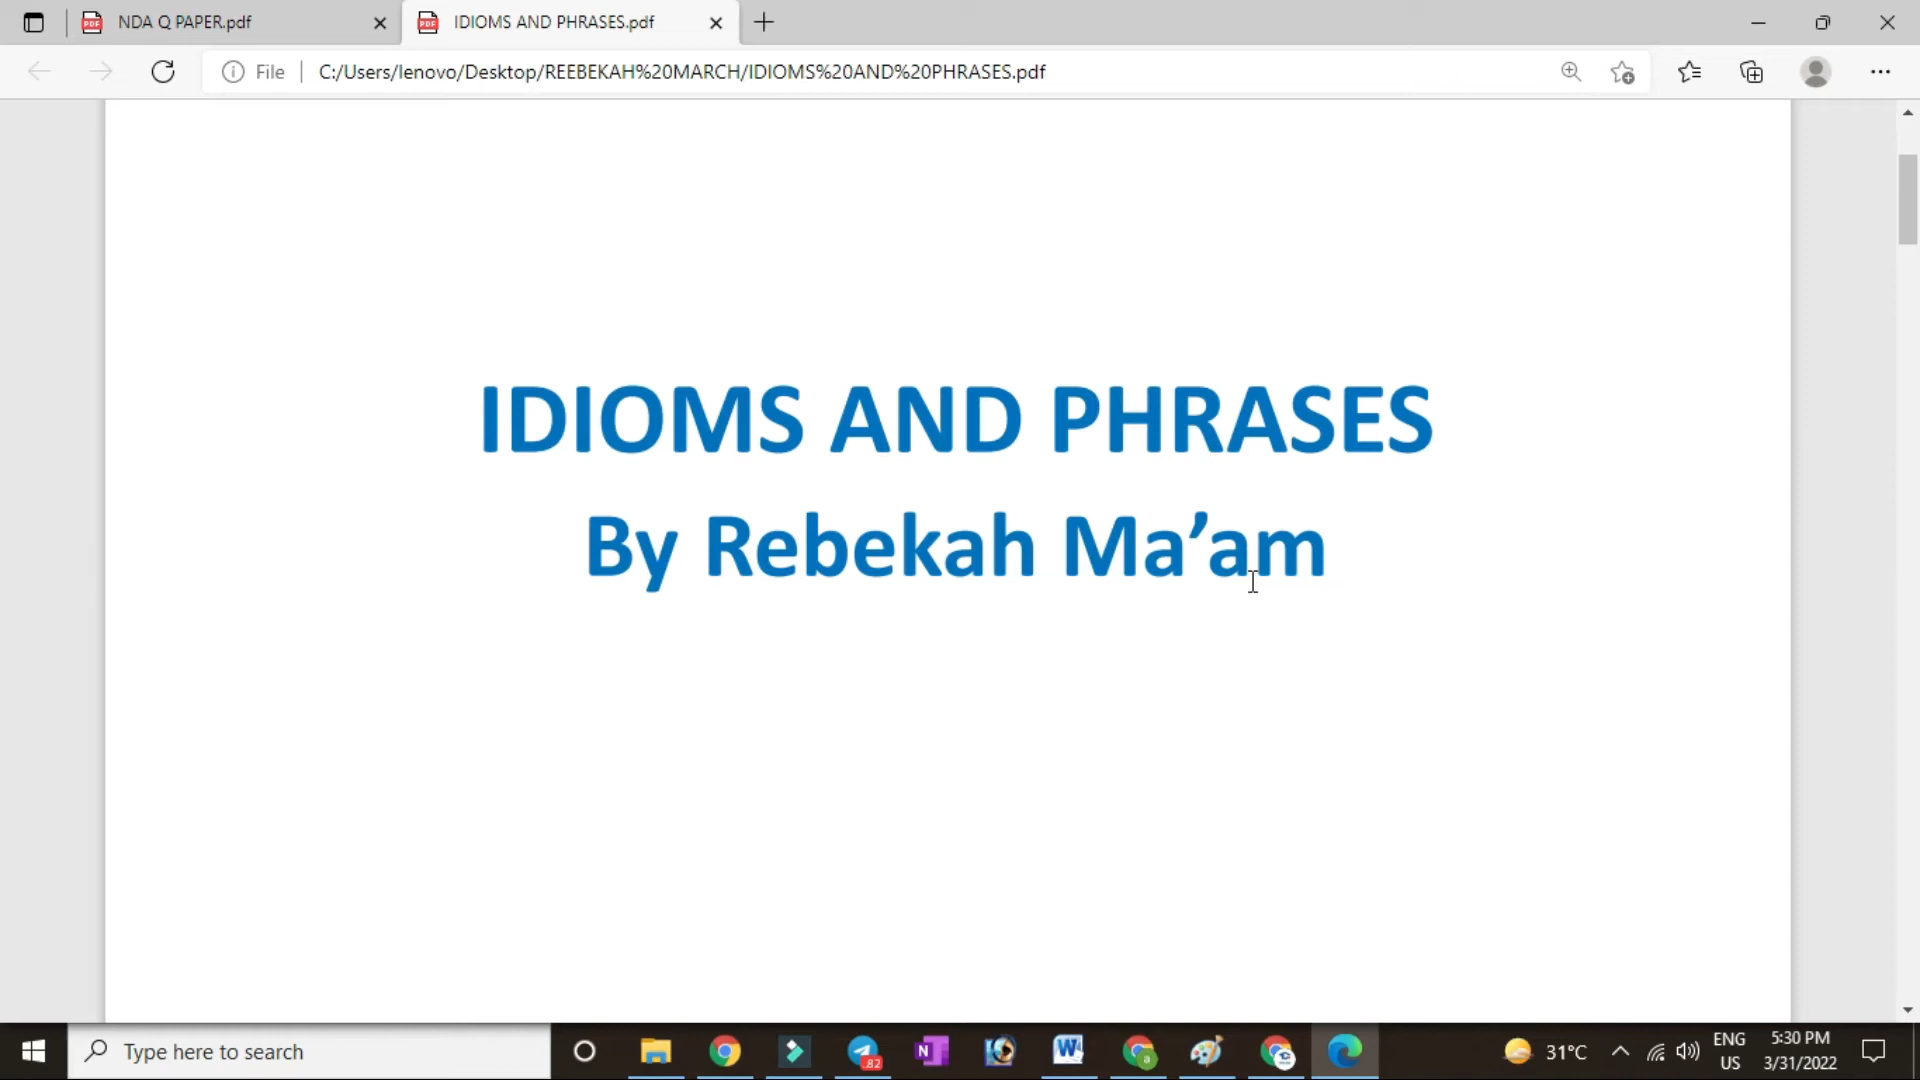 NDA Q PAPER.pdf
IDIOMS AND PHRASES.pdf
File
C:/Users/lenovo/Desktop/REEBEKAH%20MARCH/IDIOMS%20AND%20PHRASES.pdf
IDIOMS AND PHRASES
By Rebekah Ma’am
Type here to search
82
31°C
ENG
US
5:30 PM
3/31/2022